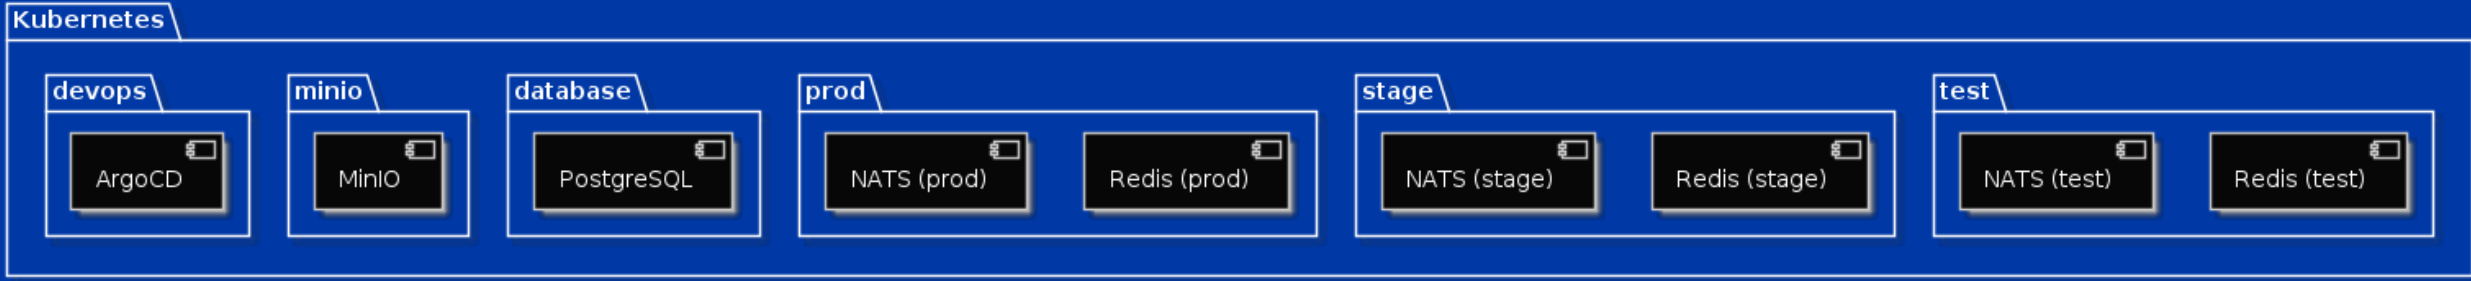 Kubernetes
devops
minio
database
prod
stage
test
ArgoCD
MinIO
PostgreSQL
NATS (prod)
Redis (prod)
NATS (stage)
Redis (stage)
NATS (test)
Redis (test)